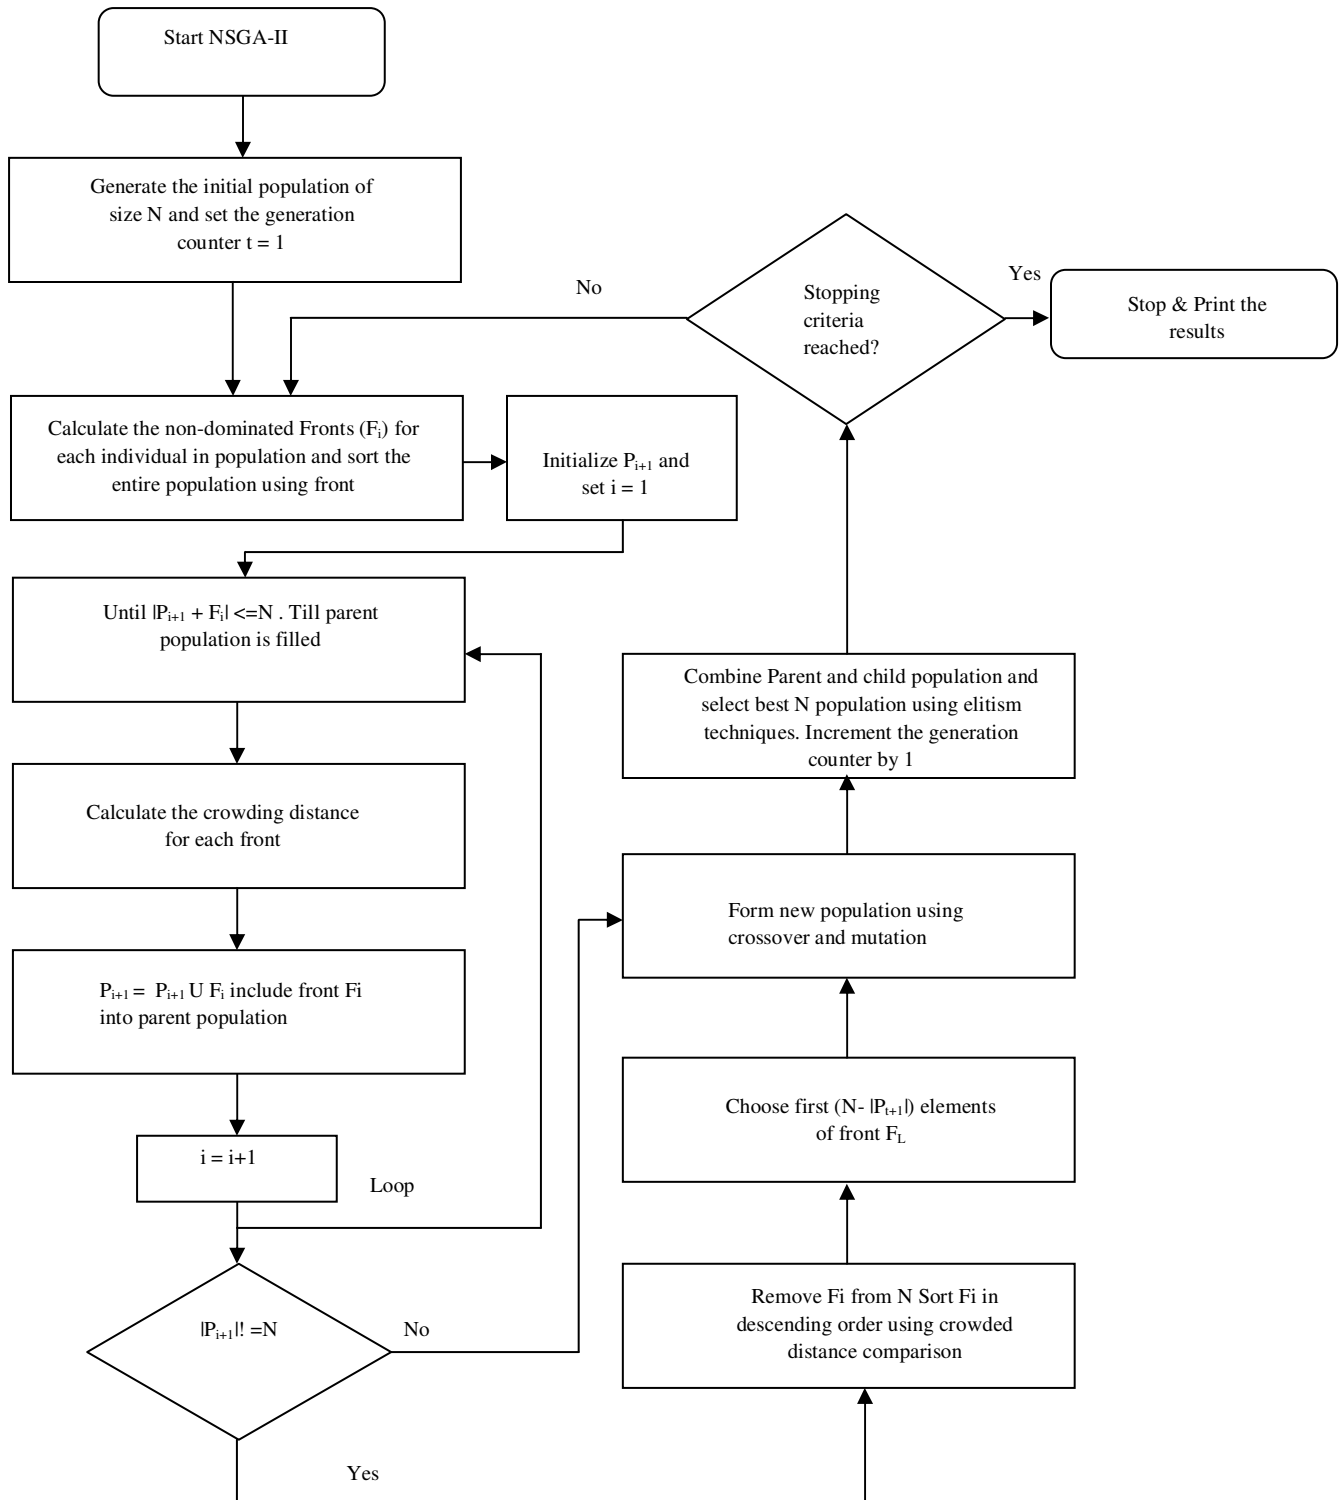 Start NSGA-II
Generate the initial population of
size N and set the generation
counter t = 1
No
Stopping
criteria
reached?
Yes
Stop & Print the
results
Calculate the non-dominated Fronts (Fᵢ) for
each individual in population and sort the
entire population using front
Initialize Pᵢ₊₁ and
set i = 1
Until |Pᵢ₊₁ + Fᵢ| <=N . Till parent
population is filled
Calculate the crowding distance
for each front
Pᵢ₊₁ = Pᵢ₊₁ U Fᵢ include front Fi
into parent population
i = i+1
Loop
|Pᵢ₊₁|! =N
No
Yes
Combine Parent and child population and
select best N population using elitism
techniques. Increment the generation
counter by 1
Form new population using
crossover and mutation
Choose first (N- |Pₜ₊₁|) elements
of front F_L
Remove Fi from N Sort Fi in
descending order using crowded
distance comparison